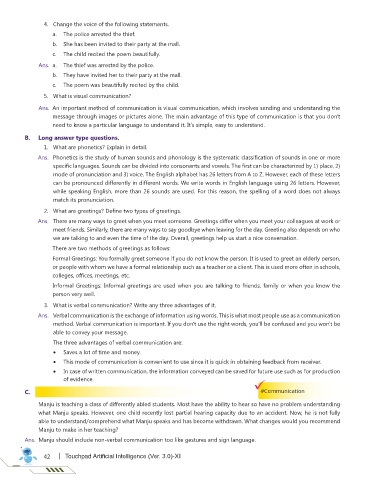 4. Change the voice of the following statements.
a. The police arrested the thief.
b. She has been invited to their party at the mall.
c. The child recited the poem beautifully.
Ans. a. The thief was arrested by the police.
b. They have invited her to their party at the mall.
c. The poem was beautifully recited by the child.
5. What is visual communication?
Ans. An important method of communication is visual communication, which involves sending and understanding the
message through images or pictures alone. The main advantage of this type of communication is that you don't
need to know a particular language to understand it. It's simple, easy to understand.
B. Long answer type questions.
1. What are phonetics? Explain in detail.
Ans. Phonetics is the study of human sounds and phonology is the systematic classification of sounds in one or more
specific languages. Sounds can be divided into consonants and vowels. The first can be characterized by 1) place, 2)
mode of pronunciation and 3) voice. The English alphabet has 26 letters from A to Z. However, each of these letters
can be pronounced differently in different words. We write words in English language using 26 letters. However,
while speaking English, more than 26 sounds are used. For this reason, the spelling of a word does not always
match its pronunciation.
2. What are greetings? Define two types of greetings.
Ans. There are many ways to greet when you meet someone. Greetings differ when you meet your colleagues at work or
meet friends. Similarly, there are many ways to say goodbye when leaving for the day. Greeting also depends on who
we are talking to and even the time of the day. Overall, greetings help us start a nice conversation.
There are two methods of greetings as follows:
Formal Greetings: You formally greet someone if you do not know the person. It is used to greet an elderly person,
or people with whom we have a formal relationship such as a teacher or a client. This is used more often in schools,
colleges, offices, meetings, etc.
Informal Greetings: Informal greetings are used when you are talking to friends, family or when you know the
person very well.
3. What is verbal communication? Write any three advantages of it.
Ans. Verbal communication is the exchange of information using words. This is what most people use as a communication
method. Verbal communication is important. If you don't use the right words, you'll be confused and you won't be
able to convey your message.
The three advantages of verbal communication are:
• Saves a lot of time and money.
• This mode of communication is convenient to use since it is quick in obtaining feedback from receiver.
• In case of written communication, the information conveyed can be saved for future use such as for production
of evidence.
C. #Communication
Manju is teaching a class of differently abled students. Most have the ability to hear so have no problem understanding
what Manju speaks. However, one child recently lost partial hearing capacity due to an accident. Now, he is not fully
able to understand/comprehend what Manju speaks and has become withdrawn. What changes would you recommend
Manju to make in her teaching?
Ans. Manju should include non-verbal communication too like gestures and sign language.
42 | Touchpad Artificial Intelligence (Ver. 3.0)-XI